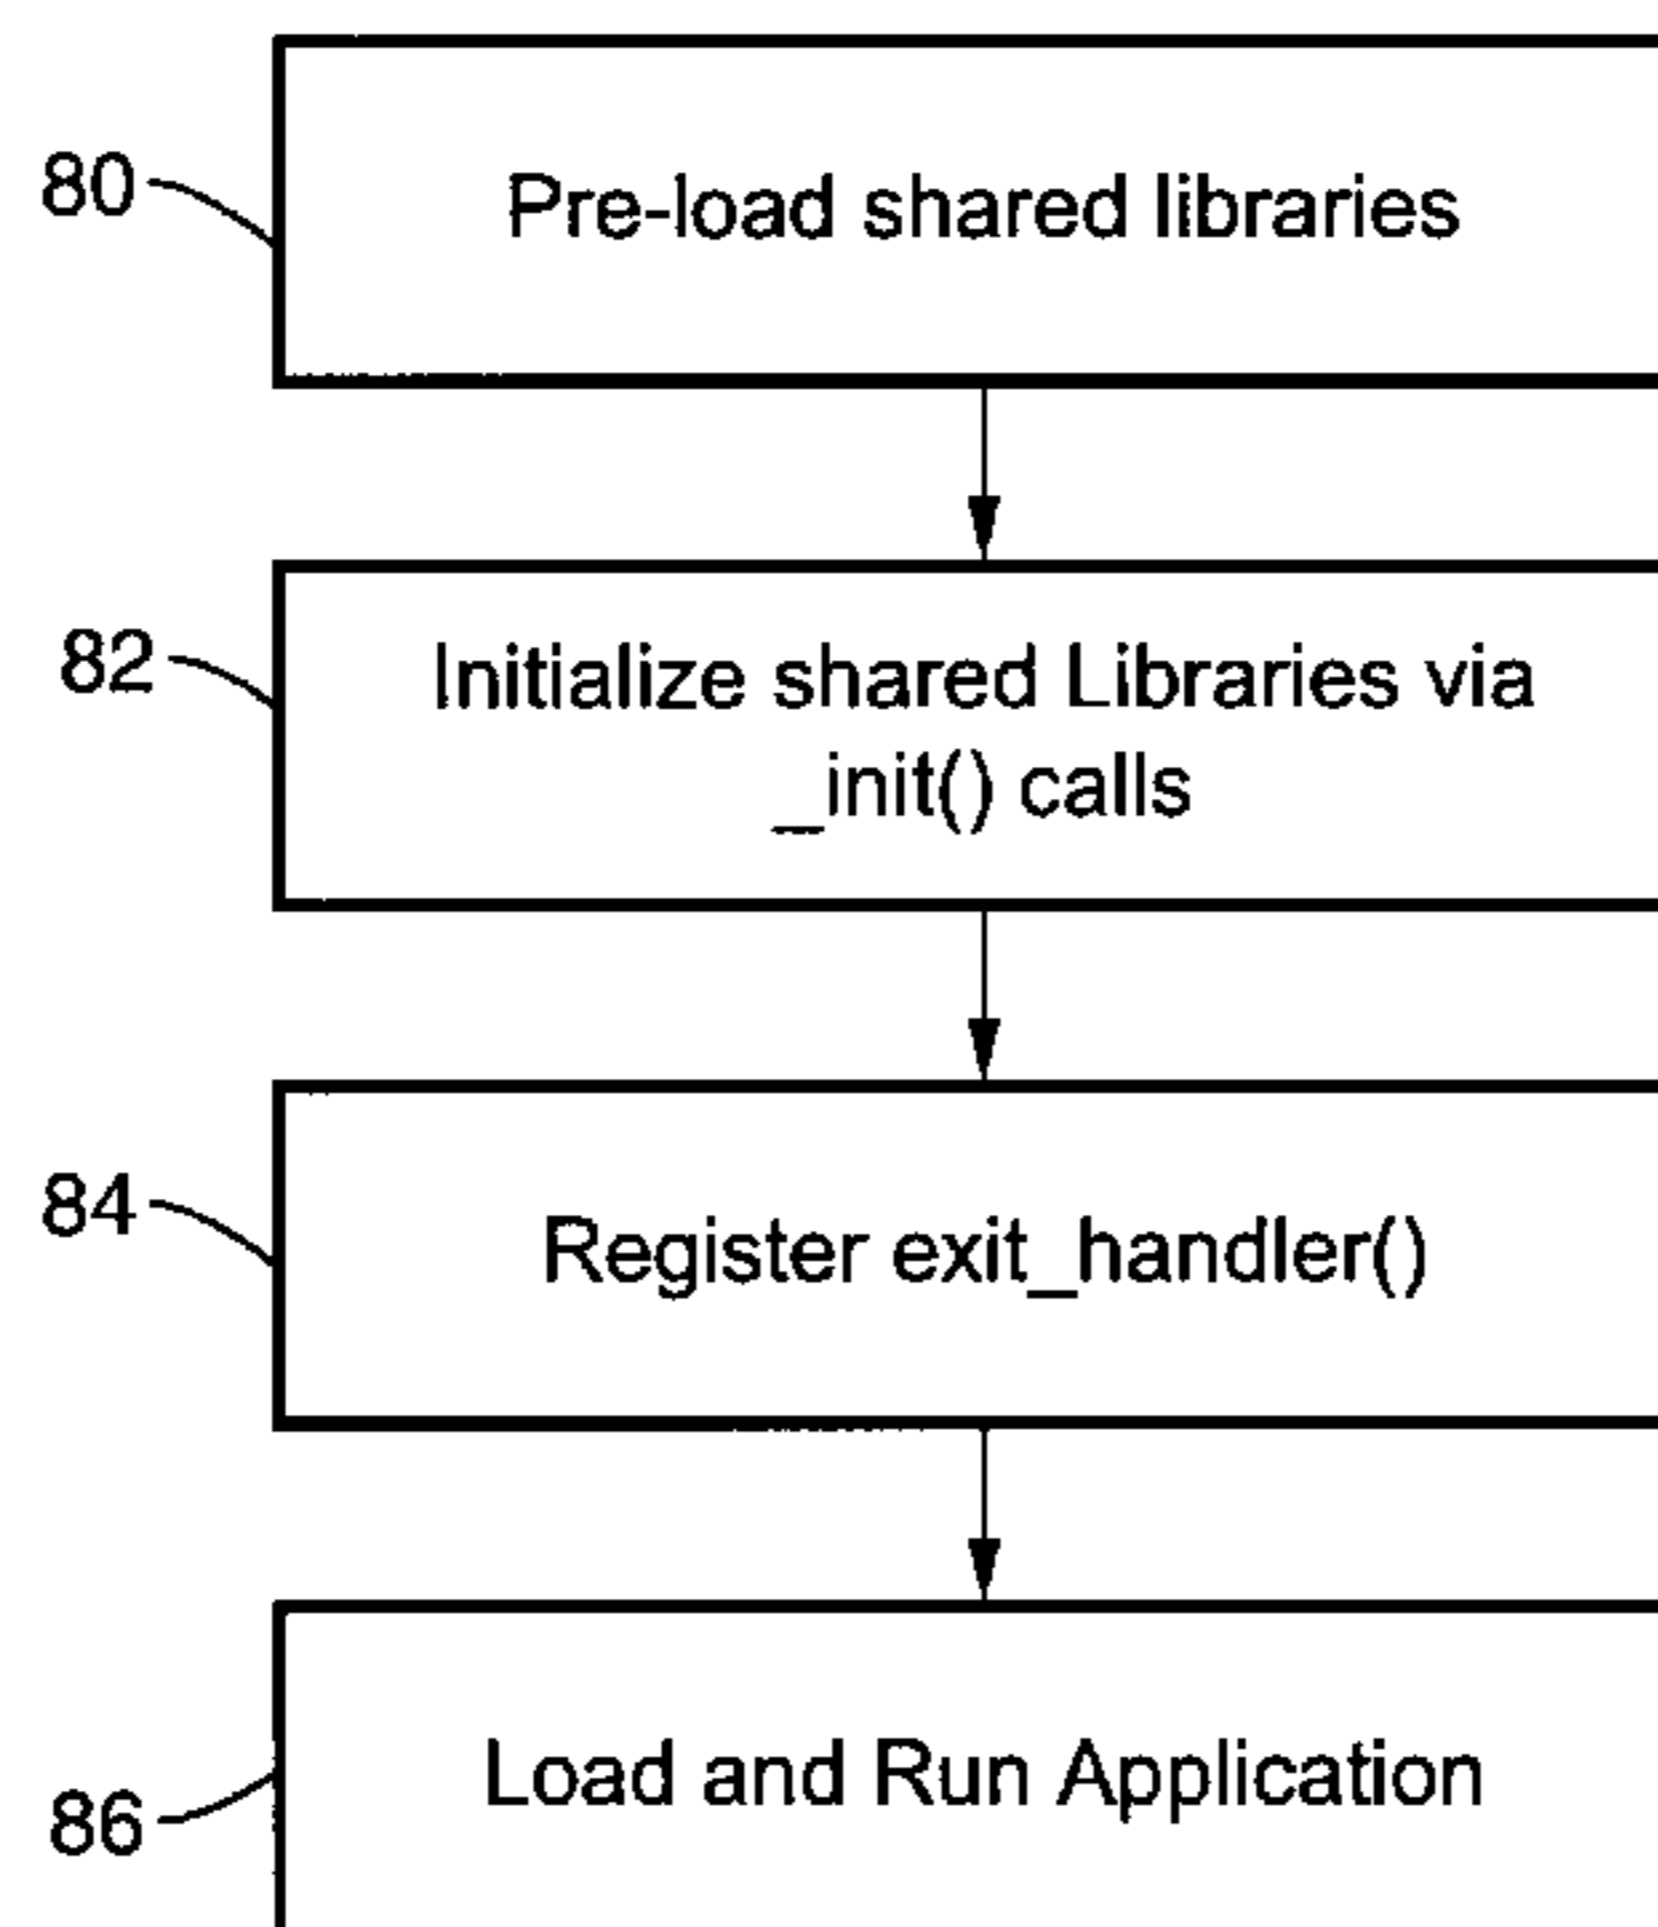 80
Pre-load shared libraries
82
Initialize shared Libraries via
_init() calls
84
Register exit_handler()
86
Load and Run Application